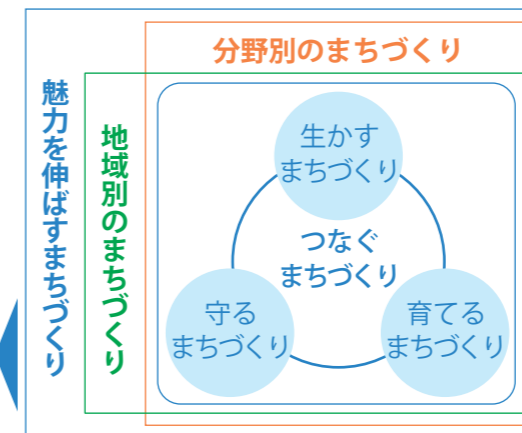 分野別のまちづくり
魅力を伸ばすまちづくり
地域別のまちづくり
生かす
まちづくり
つなぐ
まちづくり
守る
まちづくり
育てる
まちづくり